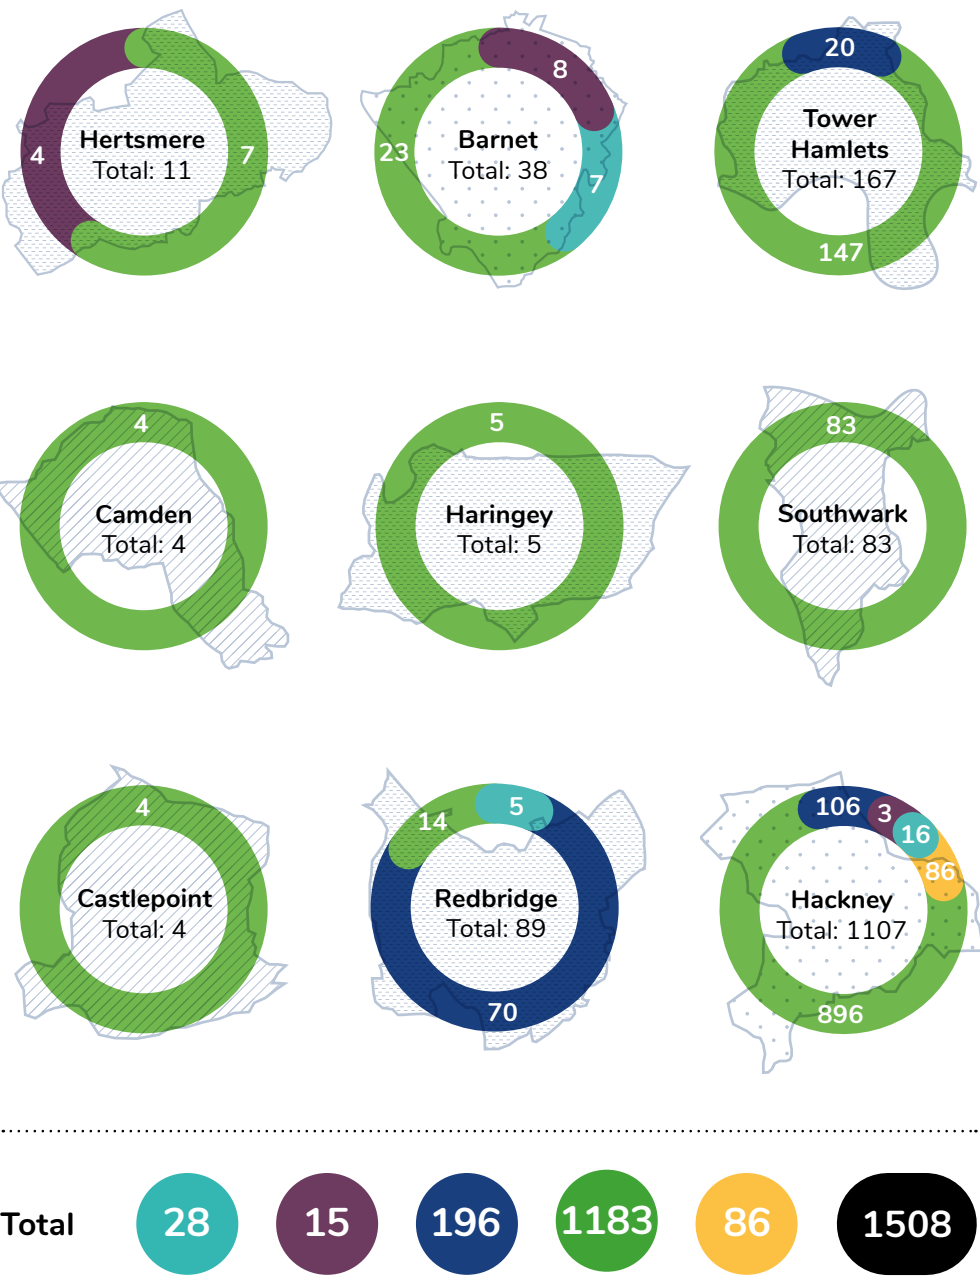 4
Hertsmere
Total: 11
7
8
23
Barnet
Total: 38
7
20
Tower
Hamlets
Total: 167
147
4
Camden
Total: 4
5
Haringey
Total: 5
83
Southwark
Total: 83
4
Castlepoint
Total: 4
5
14
Redbridge
Total: 89
70
106
3
16
86
Hackney
Total: 1107
896
Total
28
15
196
1183
86
1508